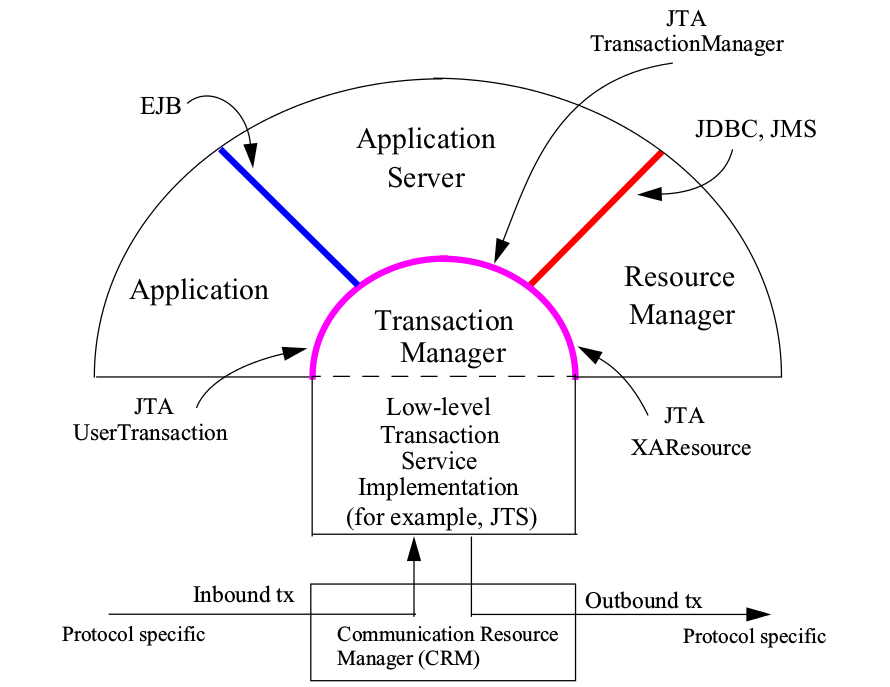 JTA
TransactionManager
EJB
JDBC, JMS
Application
Server
Application
Resource
Manager
Transaction
Manager
JTA
UserTransaction
JTA
XAResource
Low-level
Transaction
Service
Implementation
(for example, JTS)
Inbound tx
Outbound tx
Protocol specific
Communication Resource
Manager (CRM)
Protocol specific